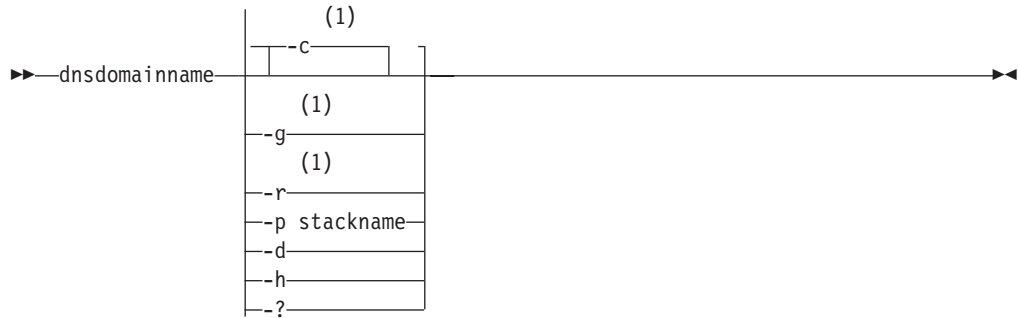 (1)
-c
dnsdomainname
(1)
-g
(1)
-r
-p stackname
-d
-h
-?